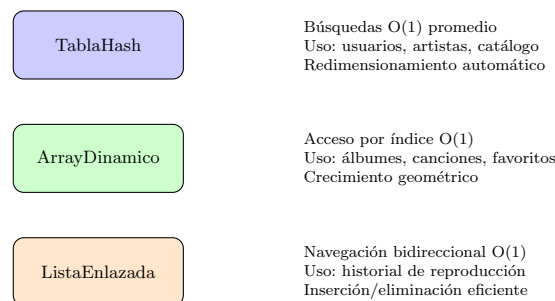 TablaHash
Búsquedas O(1) promedio
Uso: usuarios, artistas, catálogo
Redimensionamiento automático
ArrayDinamico
Acceso por índice O(1)
Uso: álbumes, canciones, favoritos
Crecimiento geométrico
ListaEnlazada
Navegación bidireccional O(1)
Uso: historial de reproducción
Inserción/eliminación eficiente